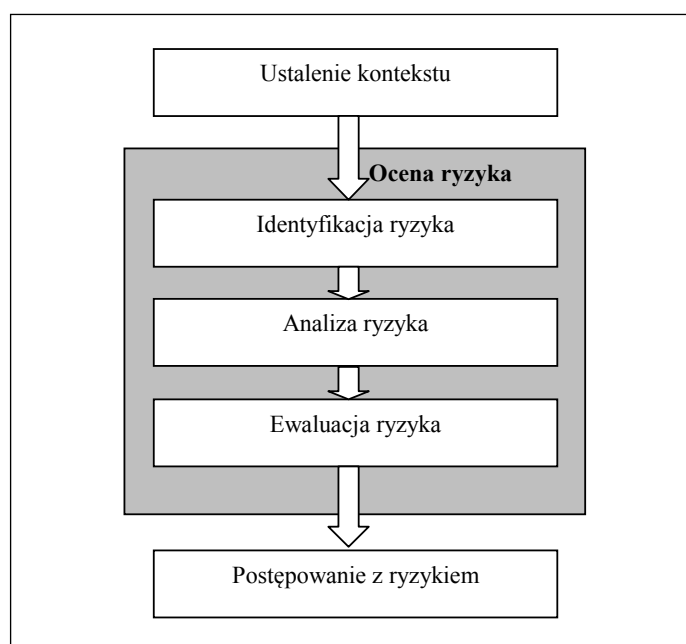 Ustalenie kontekstu
Ocena ryzyka
Identyfikacja ryzyka
Analiza ryzyka
Ewaluacja ryzyka
Postępowanie z ryzykiem